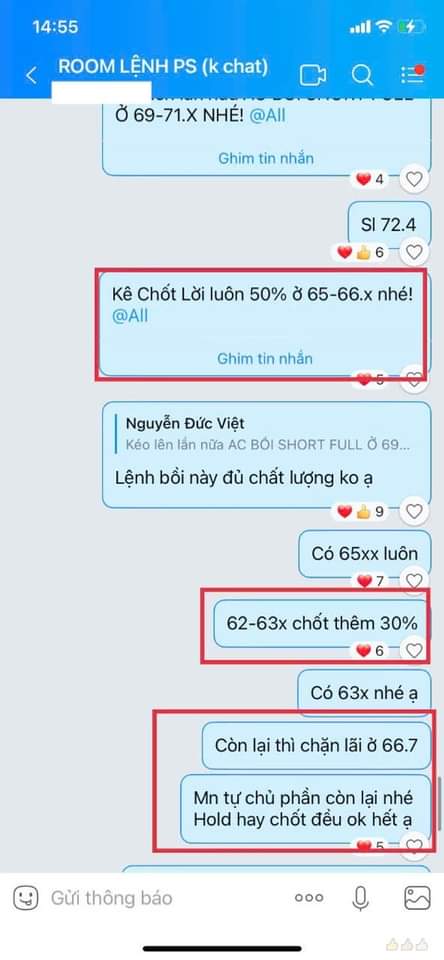 14:55
ROOM LỆNH PS (k chat)
Ở 69-71.X NHÉ! @All
Ghim tin nhắn
4
Sl 72.4
6
Kê Chốt Lời luôn 50% ở 65-66.x nhé!
@All
Ghim tin nhắn
5
Nguyễn Đức Việt
Kéo lên lần nữa AC BỒI SHORT FULL Ở 69...
Lệnh bồi này đủ chất lượng ko ạ
9
Có 65xx luôn
7
62-63x chốt thêm 30%
6
Có 63x nhé ạ
Còn lại thì chặn lãi ở 66.7
Mn tự chủ phần còn lại nhé
Hold hay chốt đều ok hết ạ
5
Gửi thông báo